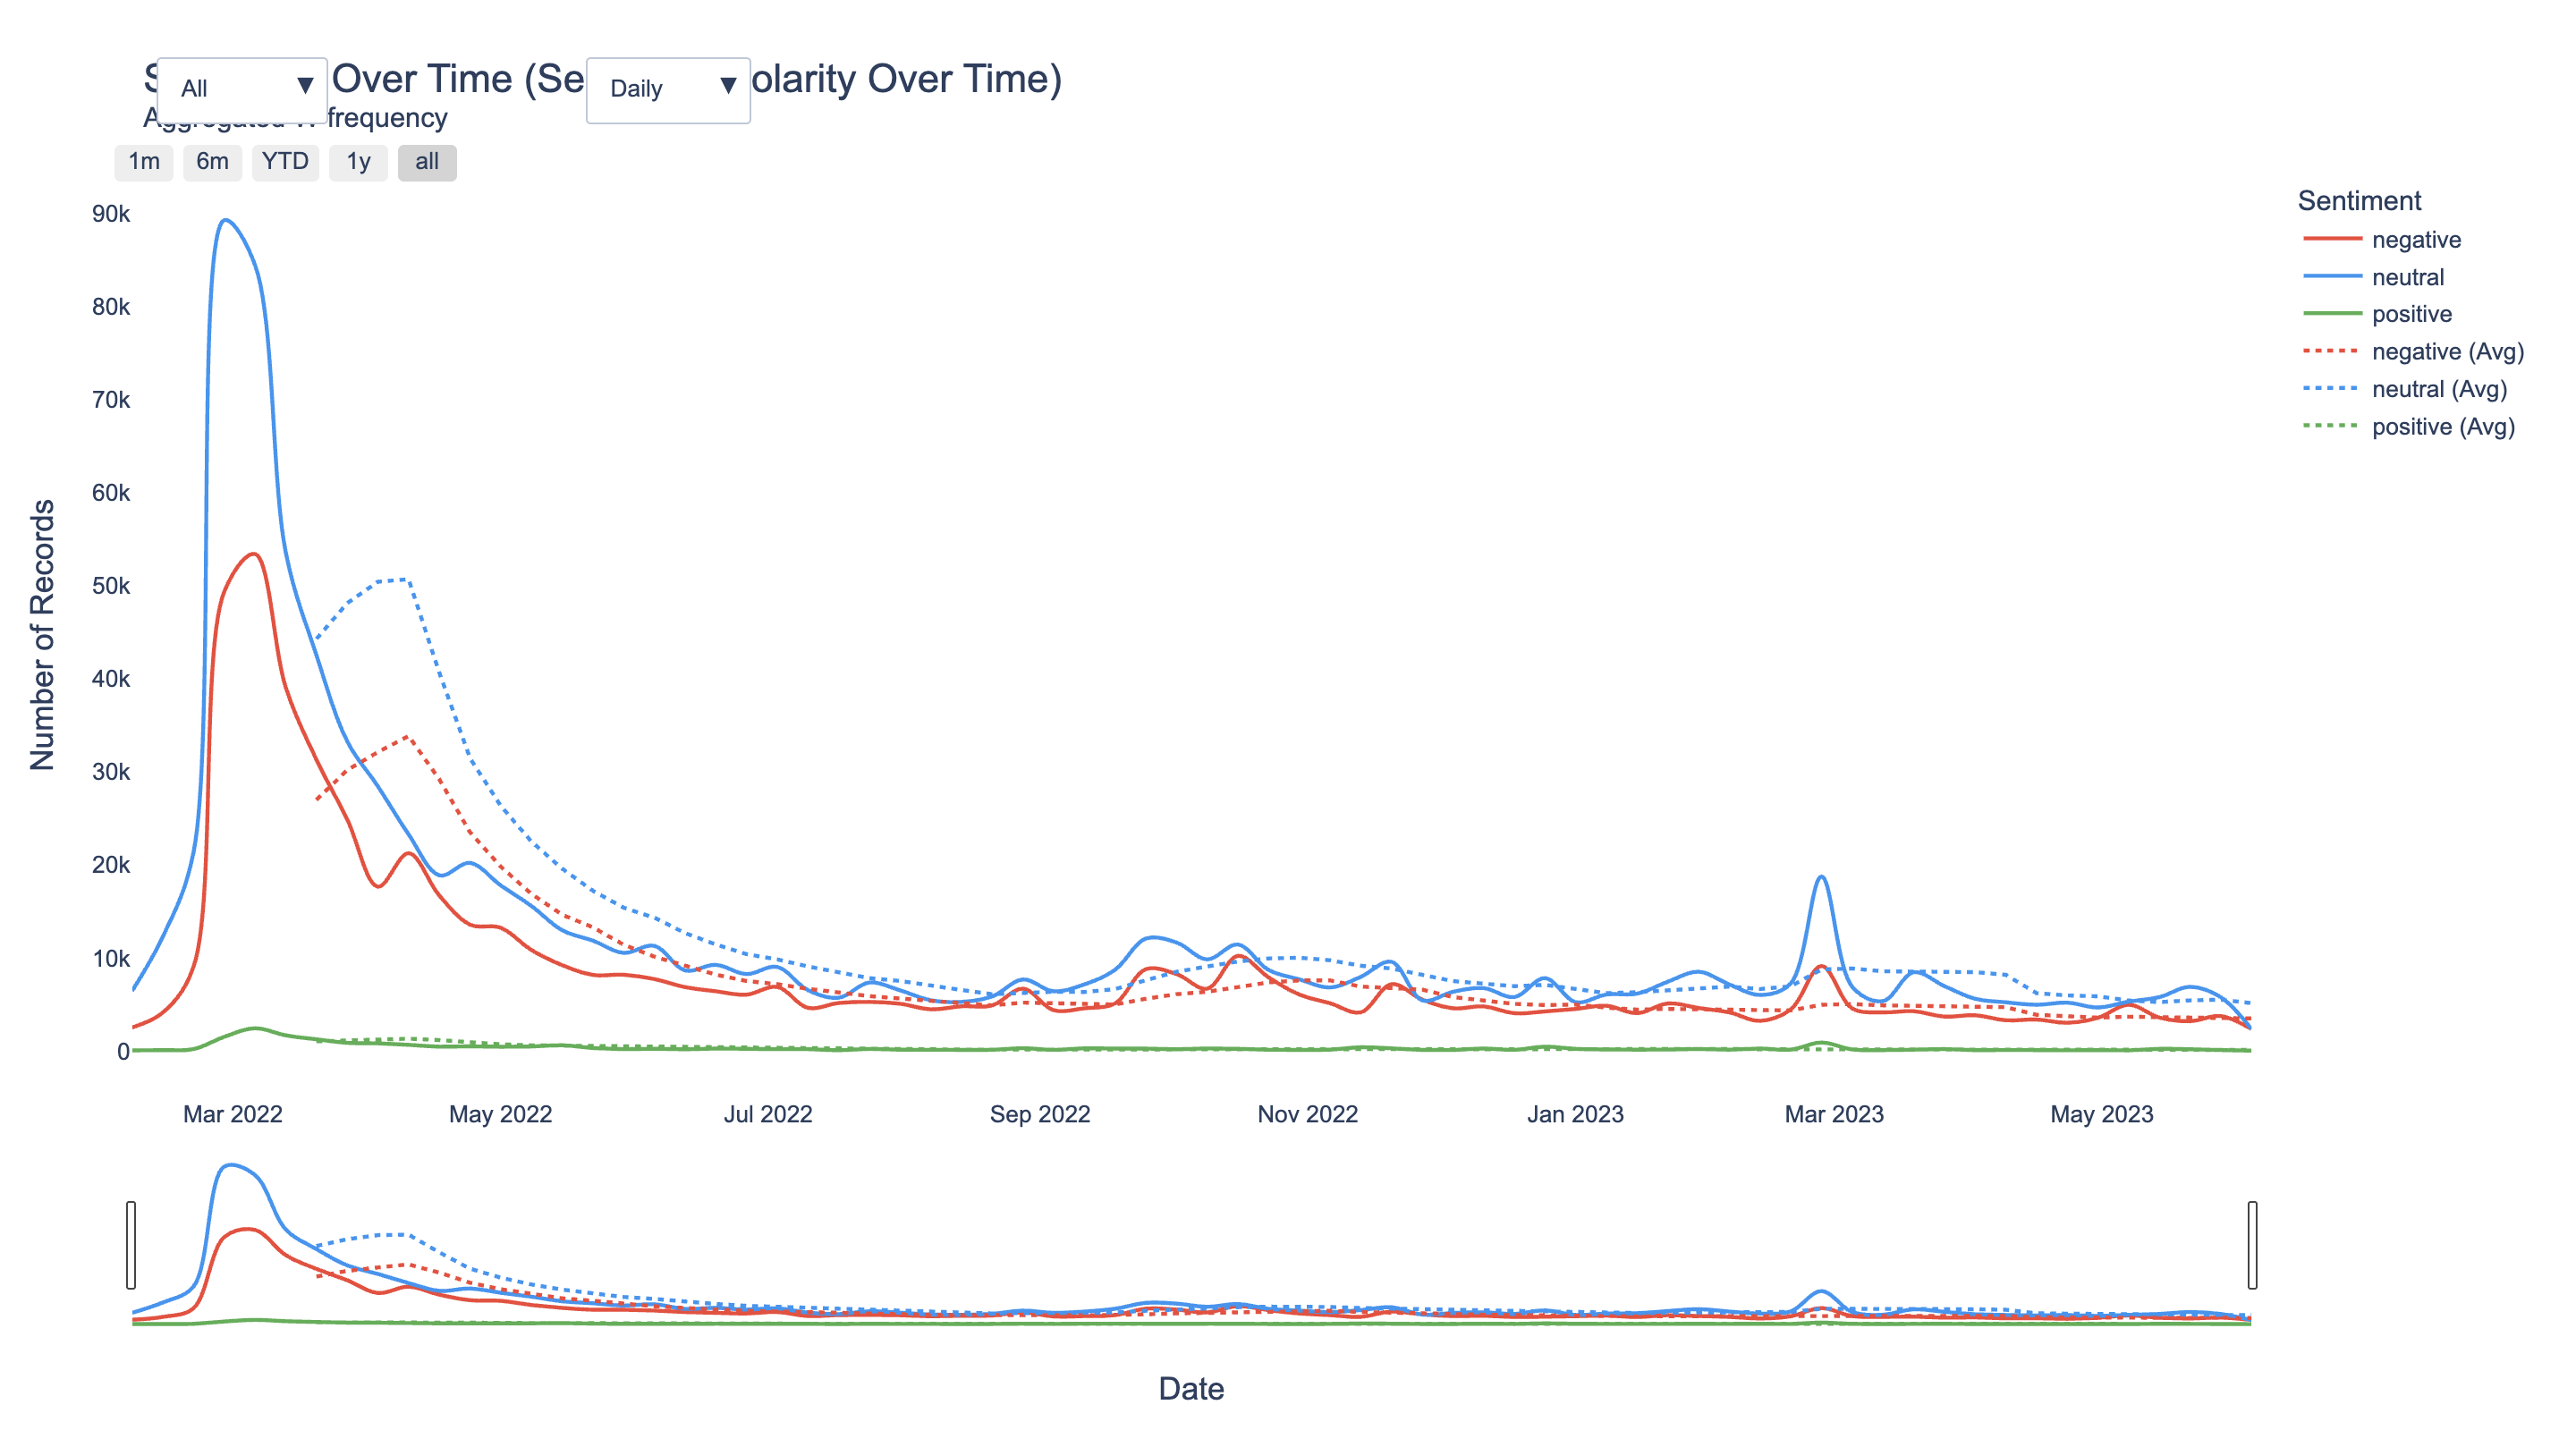 All ▼ Over Time (Se Daily ▼ olarity Over Time)
frequency
1m 6m YTD 1y all
Sentiment
negative
neutral
positive
negative (Avg)
neutral (Avg)
positive (Avg)
Number of Records
90k
80k
70k
60k
50k
40k
30k
20k
10k
0
Mar 2022 May 2022 Jul 2022 Sep 2022 Nov 2022 Jan 2023 Mar 2023 May 2023
Date